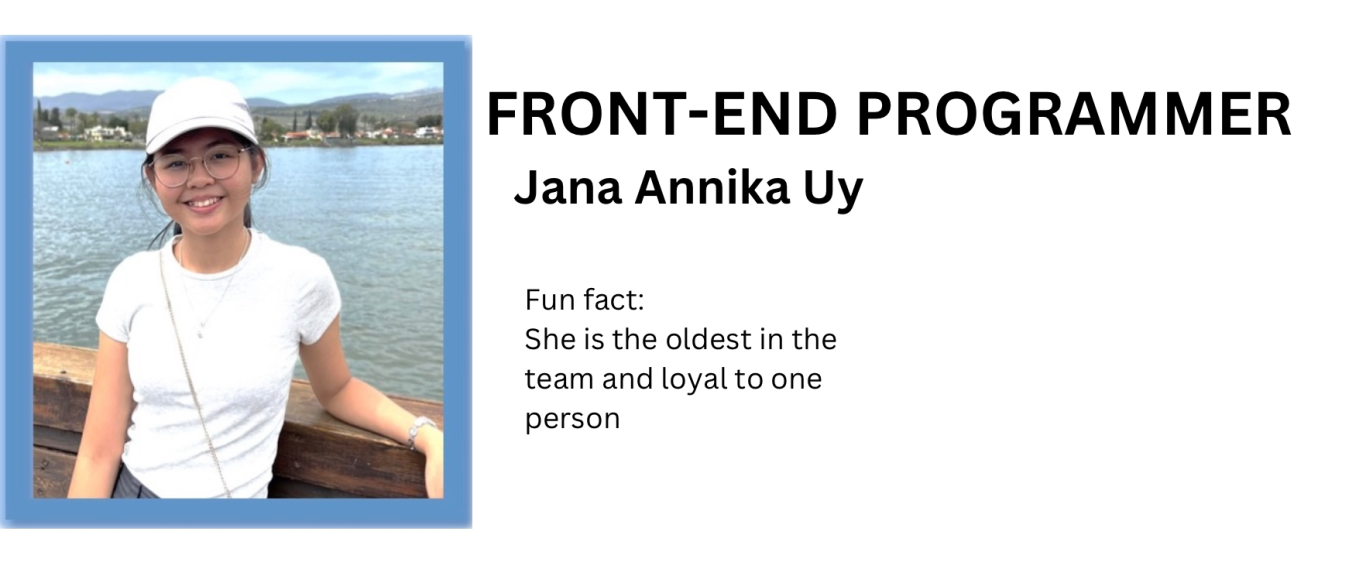 FRONT-END PROGRAMMER
Jana Annika Uy
Fun fact:
She is the oldest in the
team and loyal to one
person